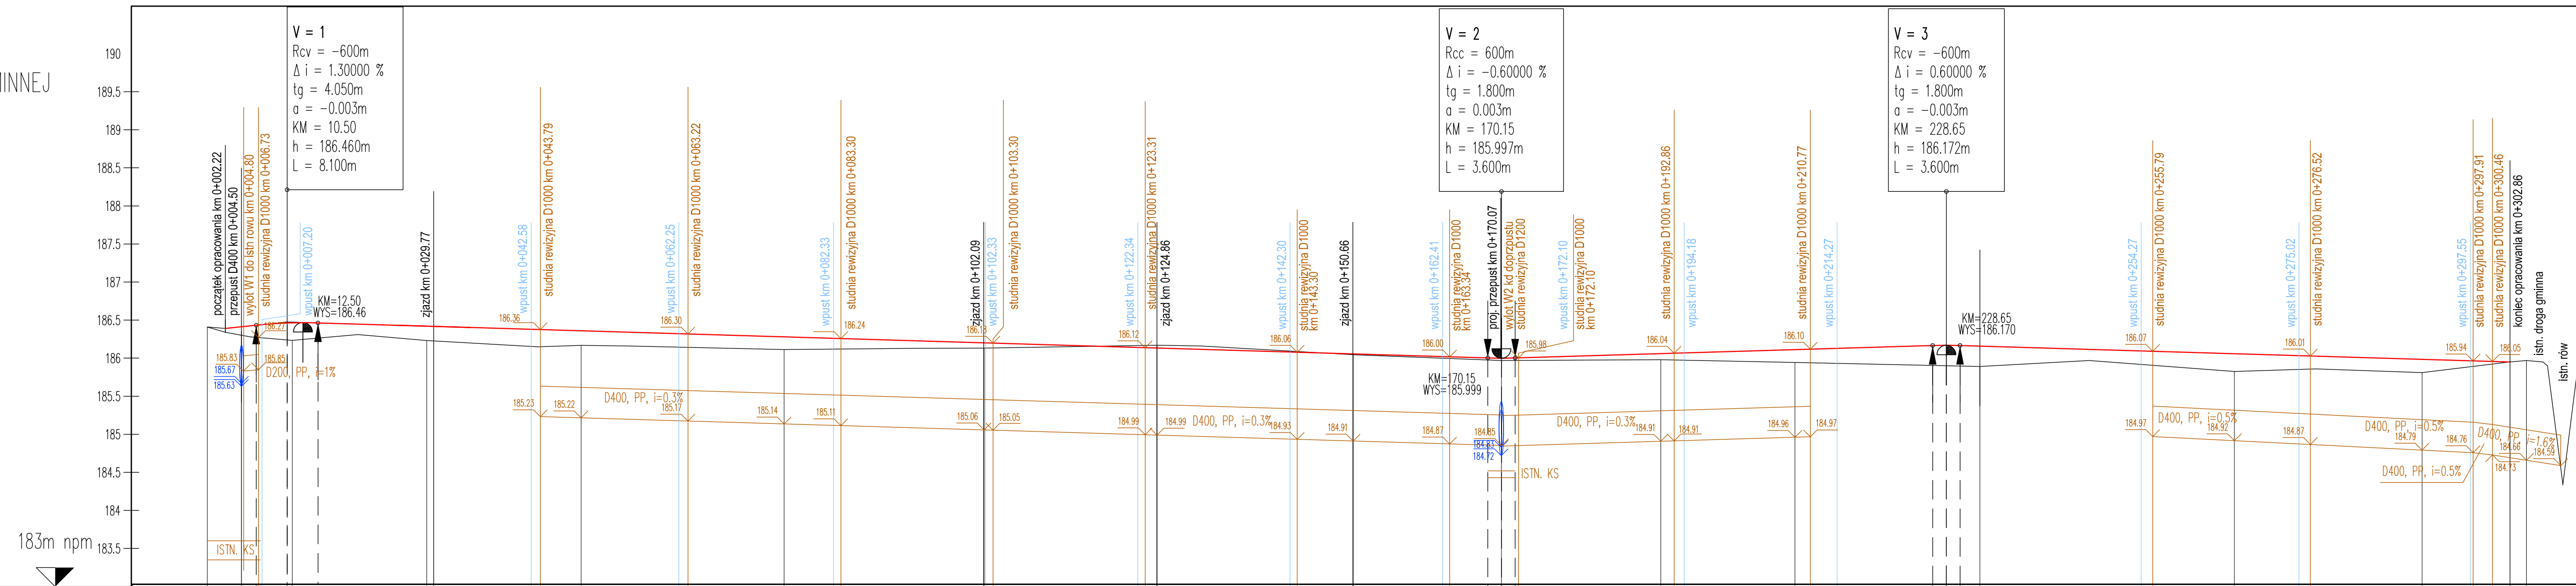 MINNEJ
190
189.5
189
188.5
188
187.5
187
186.5
186
185.5
185
184.5
184
183.5
183m npm
V = 1
Rcv = -600m
Δ i = 1.30000 %
tg = 4.050m
a = -0.003m
KM = 10.50
h = 186.460m
L = 8.100m
V = 2
Rcc = 600m
Δ i = -0.60000 %
tg = 1.800m
a = 0.003m
KM = 170.15
h = 185.997m
L = 3.600m
V = 3
Rcv = -600m
Δ i = 0.60000 %
tg = 1.800m
a = -0.003m
KM = 228.65
h = 186.172m
L = 3.600m
początek opracowania km 0+002.22
przepust D400 km 0+004.50
wylot W1 do istn rowu km 0+004.80
studnia rewizyjna D1000 km 0+006.73
wpust km 0+007.20
KM=12.50
WYS=186.46
zjazd km 0+029.77
wpust km 0+042.58
studnia rewizyjna D1000 km 0+043.79
wpust km 0+062.25
studnia rewizyjna D1000 km 0+063.22
wpust km 0+082.33
studnia rewizyjna D1000 km 0+083.30
zjazd km 0+102.09
wpust km 0+102.33
studnia rewizyjna D1000 km 0+103.30
wpust km 0+122.34
studnia rewizyjna D1000 km 0+123.31
zjazd km 0+124.86
wpust km 0+142.30
studnia rewizyjna D1000
km 0+143.30
zjazd km 0+150.66
wpust km 0+162.41
studnia rewizyjna D1000
km 0+163.34
proj. przepust km 0+170.07
wylot W2 kd doprzpustu
studnia rewizyjna D1200
wpust km 0+172.10
studnia rewizyjna D1000
km 0+172.10
studnia rewizyjna D1000 km 0+192.86
wpust km 0+194.18
studnia rewizyjna D1000 km 0+210.77
wpust km 0+214.27
KM=228.65
WYS=186.170
wpust km 0+254.27
studnia rewizyjna D1000 km 0+255.79
wpust km 0+275.02
studnia rewizyjna D1000 km 0+276.52
wpust km 0+297.55
studnia rewizyjna D1000 km 0+297.91
studnia rewizyjna D1000 km 0+300.46
koniec opracowania km 0+302.86
istn. droga gminna
istn. rów
186.27
186.36
186.30
186.24
186.18
186.12
186.06
186.00
185.98
186.04
186.10
186.07
186.01
185.94
186.05
185.83
185.85
185.67
185.63
D200, PP, i=1%
KM=170.15
WYS=185.999
185.23
185.22
D400, PP, i=0.3%
185.17
185.14
185.11
185.06
185.05
184.99
184.99
D400, PP, i=0.3%
184.93
184.91
184.87
184.85
184.83
184.72
D400, PP, i=0.3%
184.91
184.91
184.96
184.97
184.97
D400, PP, i=0.5%
184.92
184.87
D400, PP, i=0.5%
184.79
184.76
D400, PP, i=1.6%
184.66
184.59
184.73
D400, PP, i=0.5%
ISTN. KS
ISTN. KS